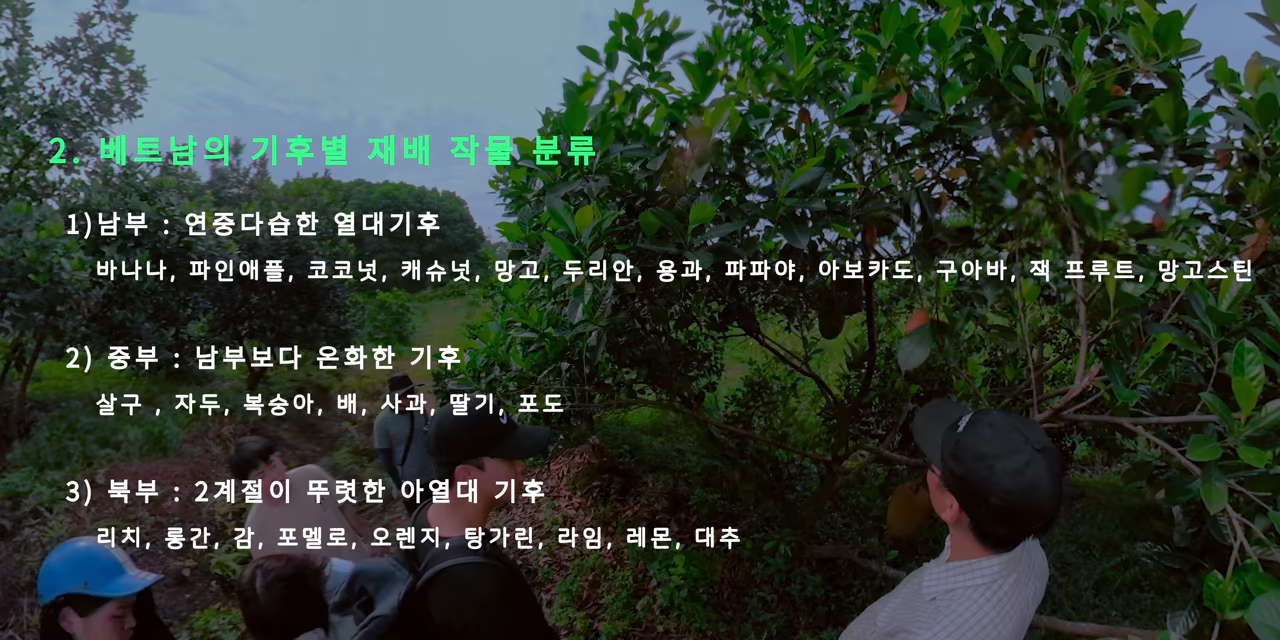 2. 베트남의 기후별 재배 작물 분류
1)남부 : 연중다습한 열대기후
바나나, 파인애플, 코코넛, 캐슈넛, 망고, 두리안, 용과, 파파야, 아보카도, 구아바, 잭 프루트, 망고스틴
2) 중부 : 남부보다 온화한 기후
살구 , 자두, 복숭아, 배, 사과, 딸기, 포도
3) 북부 : 2계절이 뚜렷한 아열대 기후
리치, 롱간, 감, 포멜로, 오렌지, 탕가린, 라임, 레몬, 대추